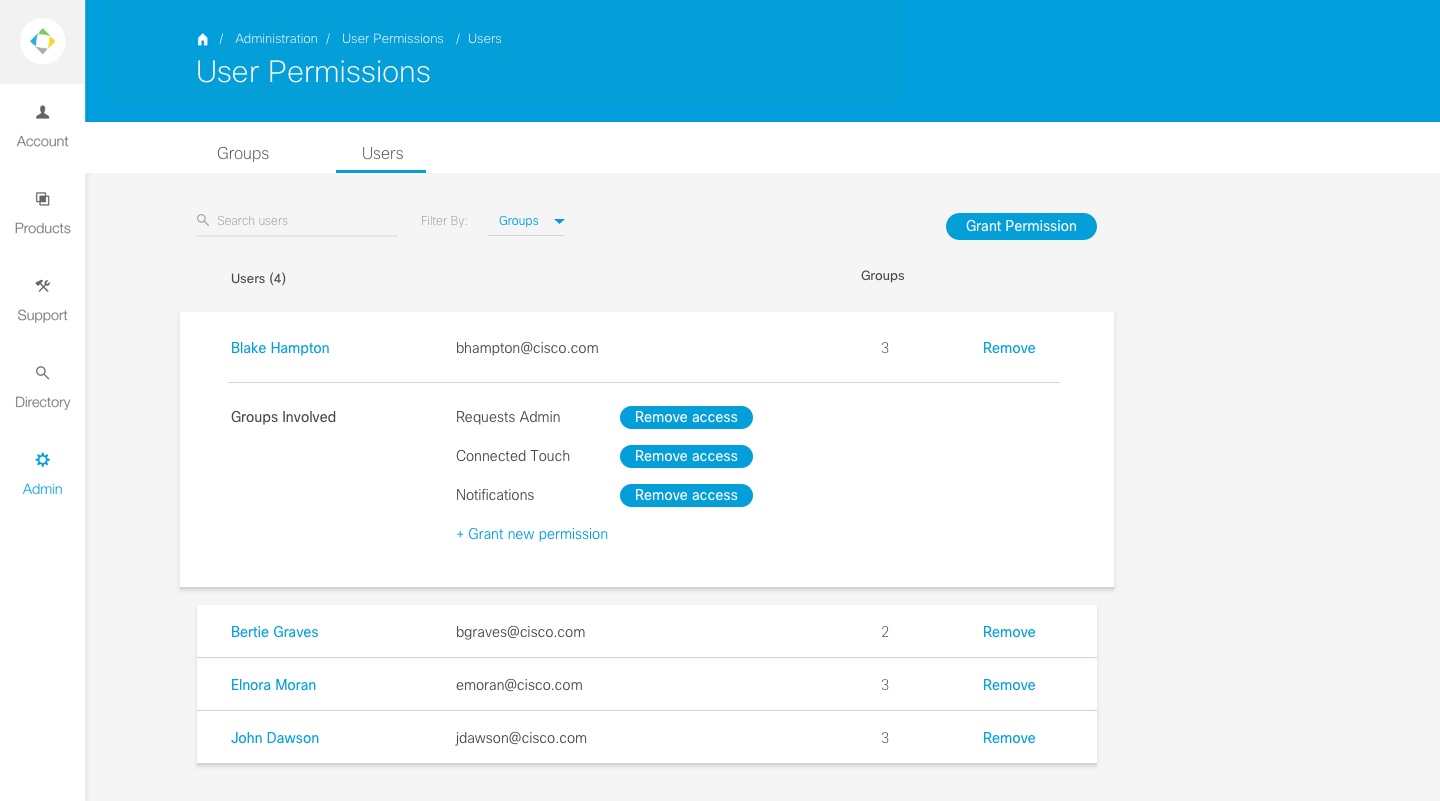 / Administration / User Permissions / Users
User Permissions
Account
Products
Support
Directory
Admin
Groups Users
Search users Filter By: Groups Grant Permission
Users (4) Groups
Blake Hampton bhampton@cisco.com 3 Remove
Groups Involved Requests Admin Remove access
Connected Touch Remove access
Notifications Remove access
+ Grant new permission
Bertie Graves bgraves@cisco.com 2 Remove
Elnora Moran emoran@cisco.com 3 Remove
John Dawson jdawson@cisco.com 3 Remove